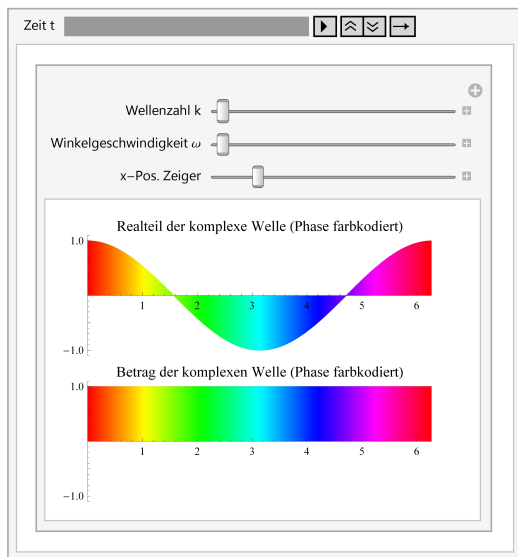 Zeit t
Wellenzahl k
Winkelgeschwindigkeit ω
x−Pos. Zeiger
Realteil der komplexe Welle (Phase farbkodiert)
1.0
1 2 3 4 5 6
−1.0
Betrag der komplexen Welle (Phase farbkodiert)
1.0
1 2 3 4 5 6
−1.0